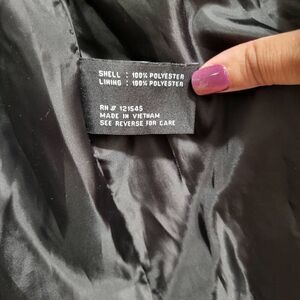 SHELL : 100% POLYESTER
LINING : 100% POLYESTER
RN # 121545
MADE IN VIETNAM
SEE REVERSE FOR CARE